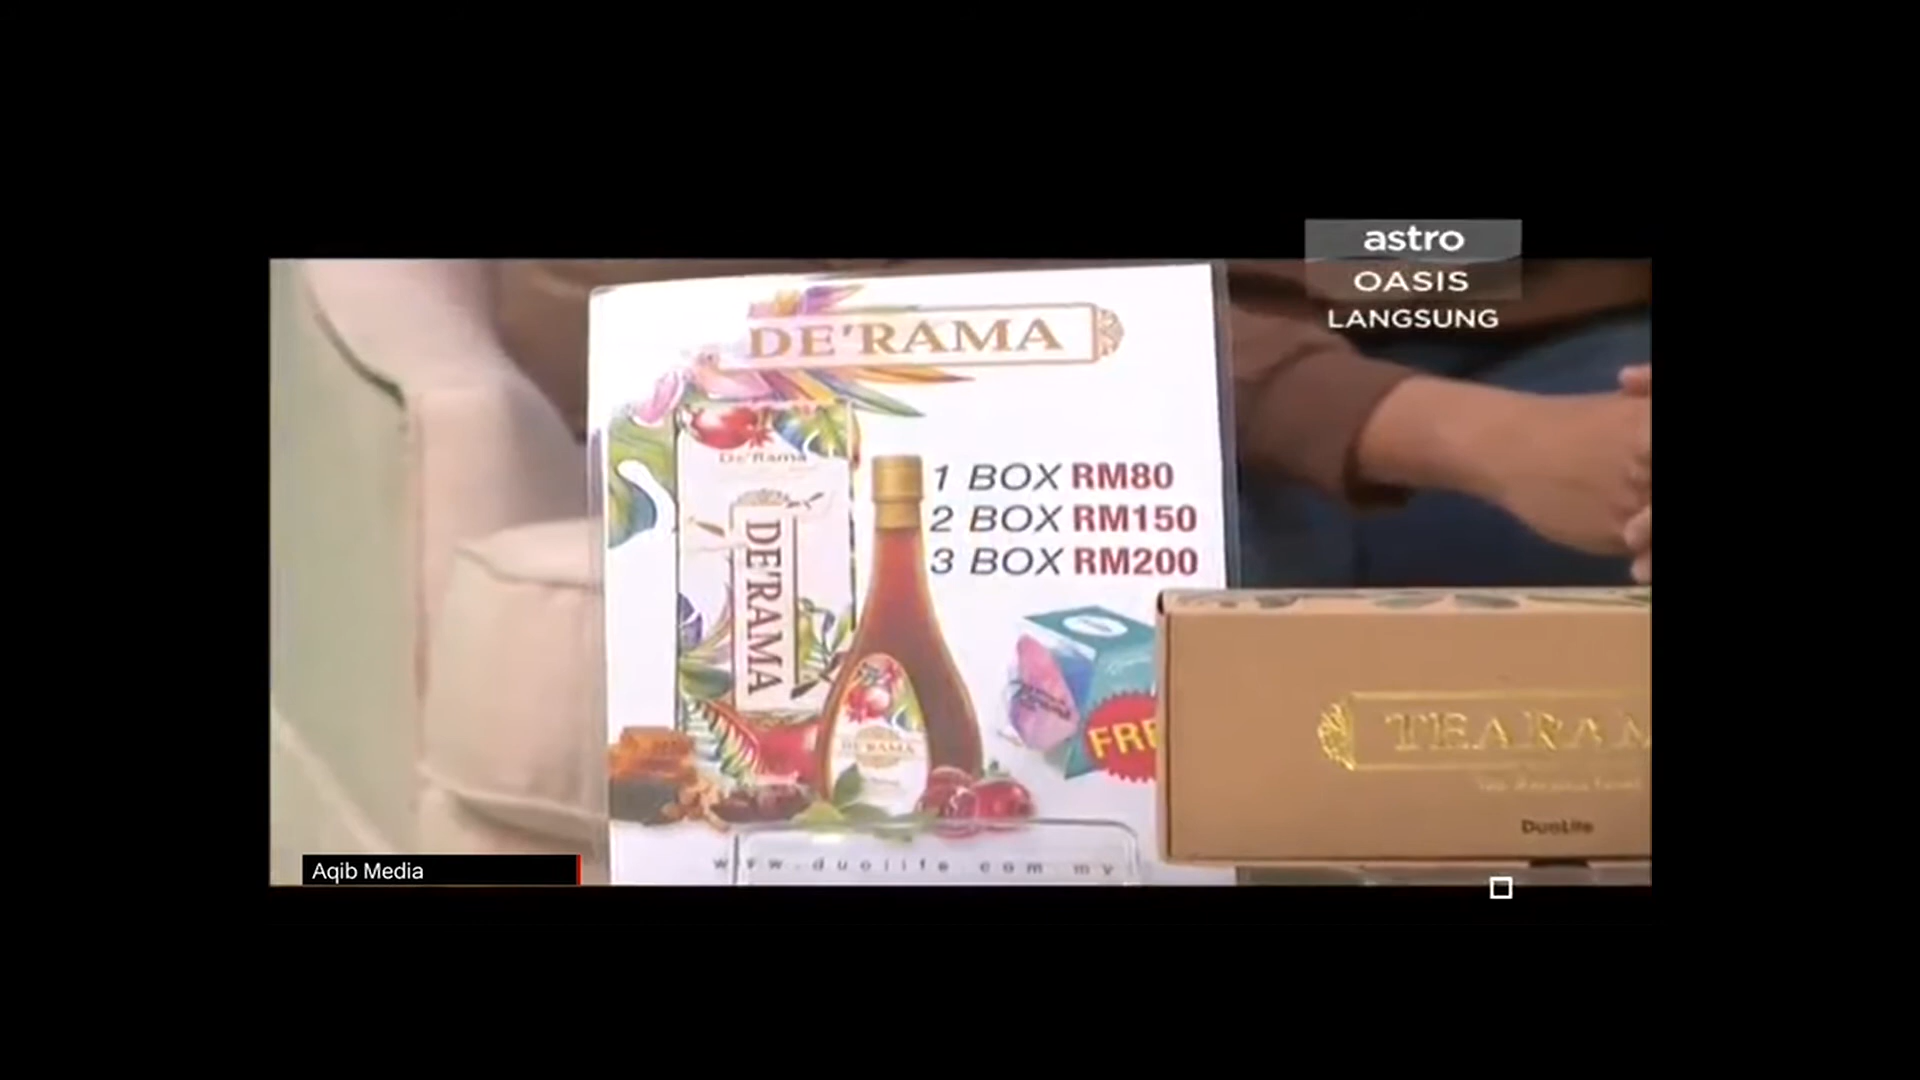 astro
OASIS
LANGSUNG
DE'RAMA
De'Rama
DE'RAMA
1 BOX RM80
2 BOX RM150
3 BOX RM200
DE'RAMA
FRE
TEARAM
DuoLife
www.duolife.com.my
Aqib Media